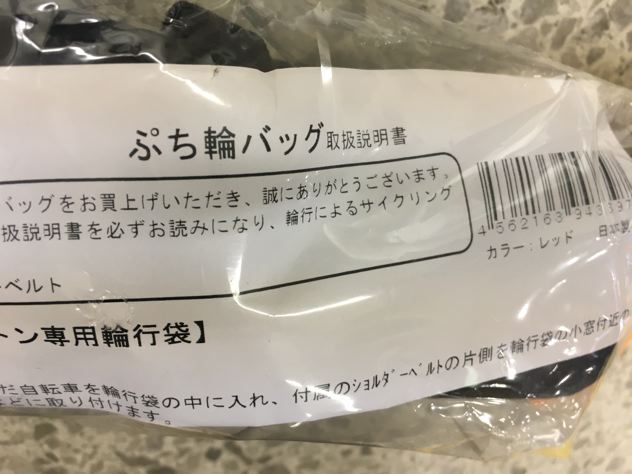 ぷち輪バッグ取扱説明書
バッグをお買上げいただき、誠にありがとうございます。
扱説明書を必ずお読みになり、輪行によるサイクリング
4 562163 943397
カラー：レッド 日本製
ベルト
トン専用輪行袋】
だ自転車を輪行袋の中に入れ、付属のｼｮﾙﾀﾞｰﾍﾞﾙﾄの片側を輪行袋の小窓付近の
に取り付けます。